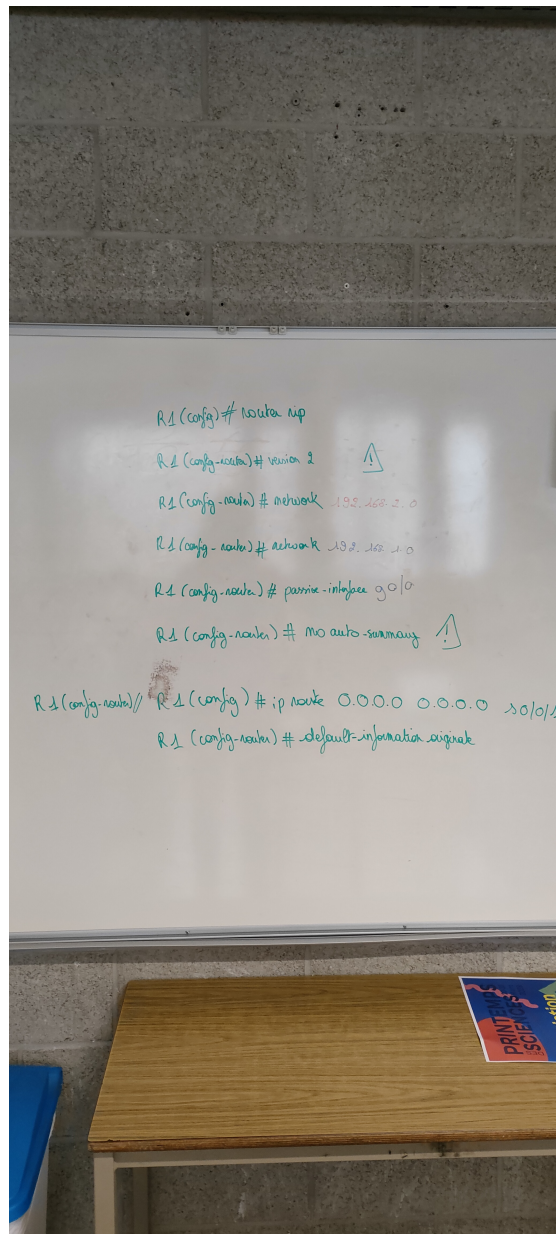 R1 (config) # router rip
R1 (config-router) # version 2
R1 (config-router) # network 192.168.2.0
R1 (config-router) # network 192.168.1.0
R1 (config-router) # passive-interface g0/0
R1 (config-router) # no auto-summary
R1 (config-router) // R1 (config) # ip route 0.0.0.0 0.0.0.0 s0/0/1
R1 (config-router) # default-information originate
PRINTEMPS
SCIENCES